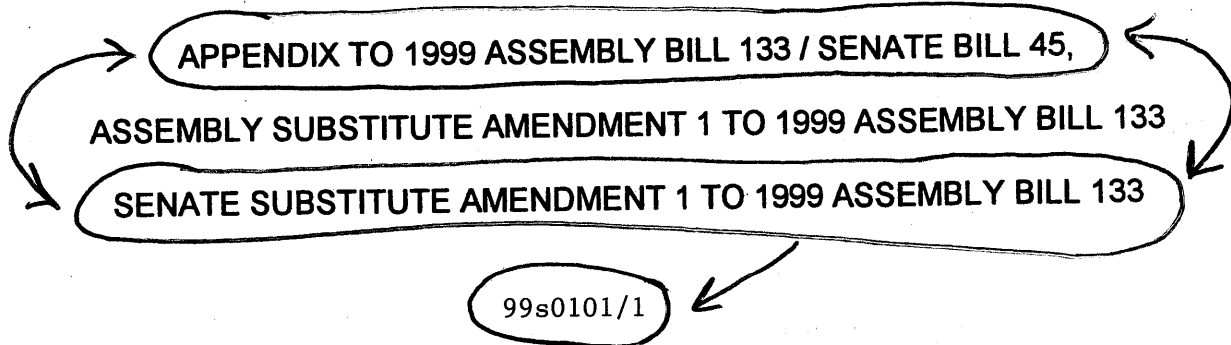 APPENDIX TO 1999 ASSEMBLY BILL 133 / SENATE BILL 45,
ASSEMBLY SUBSTITUTE AMENDMENT 1 TO 1999 ASSEMBLY BILL 133
SENATE SUBSTITUTE AMENDMENT 1 TO 1999 ASSEMBLY BILL 133
99s0101/1